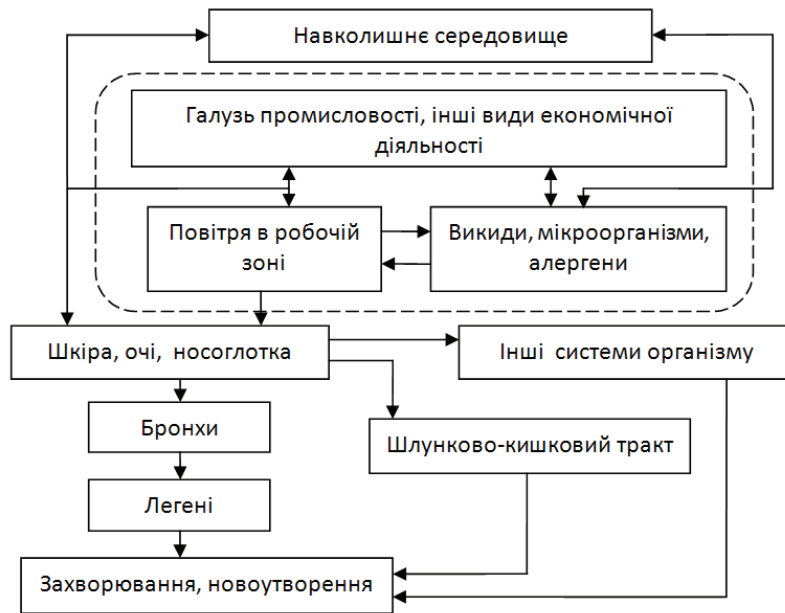 Навколишнє середовище
Галузь промисловості, інші види економічної
діяльності
Повітря в робочій
зоні
Викиди, мікроорганізми,
алергени
Шкіра, очі, носоглотка
Інші системи організму
Бронхи
Шлунково-кишковий тракт
Легені
Захворювання, новоутворення